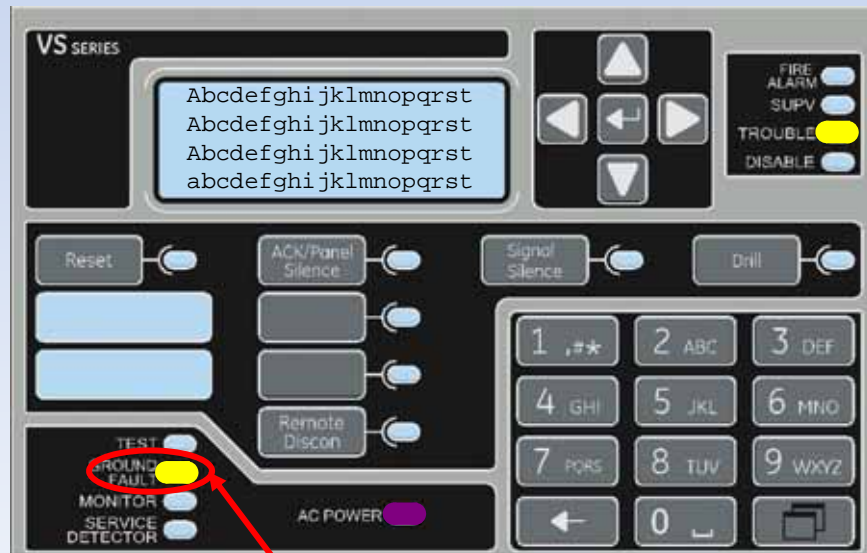 VS SERIES
Abcdefghijklmnopqrst
Abcdefghijklmnopqrst
Abcdefghijklmnopqrst
abcdefghijklmnopqrst
FIRE
ALARM
SUPV
TROUBLE
DISABLE
Reset
ACK/Panel
Silence
Signal
Silence
Drill
Remote
Discon
1 ,#*
2 ABC
3 DEF
4 GHI
5 JKL
6 MNO
7 PQRS
8 TUV
9 WXYZ
0
TEST
GROUND
FAULT
MONITOR
SERVICE
DETECTOR
AC POWER